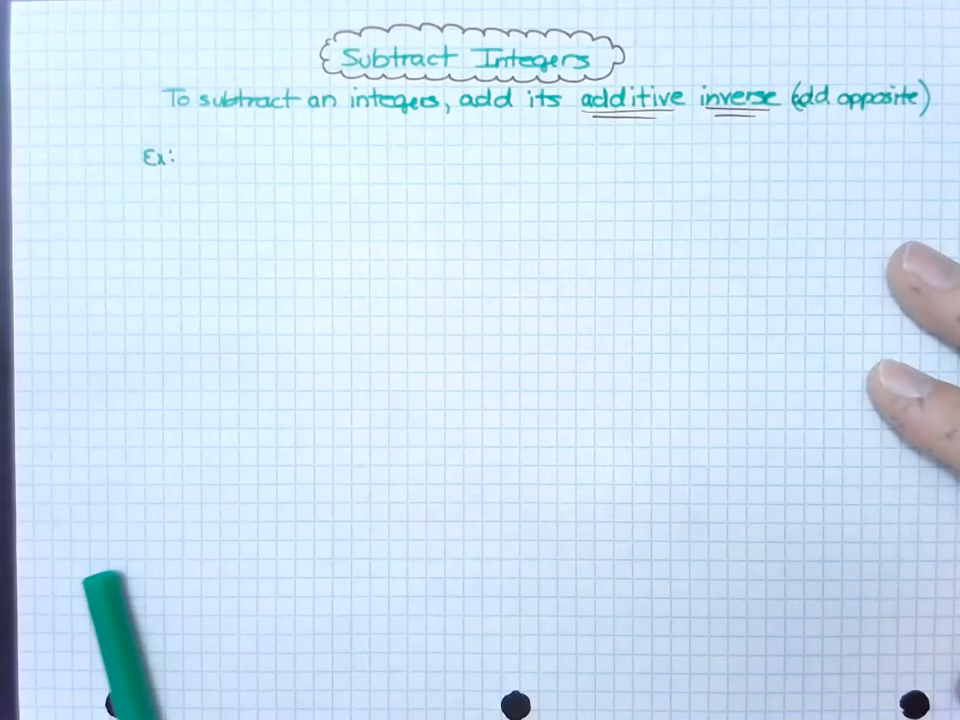 Subtract Integers
To subtract an integers, add its additive inverse (add opposite)
Ex: